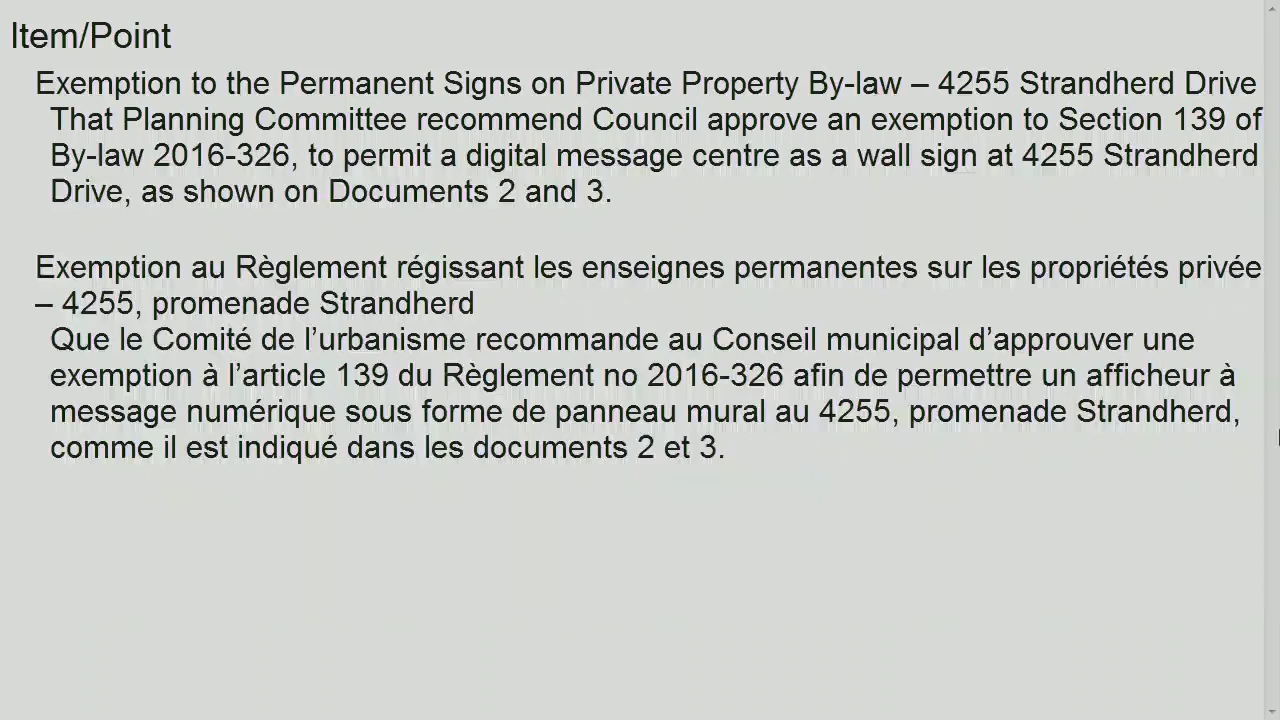 Item/Point
Exemption to the Permanent Signs on Private Property By-law – 4255 Strandherd Drive
That Planning Committee recommend Council approve an exemption to Section 139 of
By-law 2016-326, to permit a digital message centre as a wall sign at 4255 Strandherd
Drive, as shown on Documents 2 and 3.
Exemption au Règlement régissant les enseignes permanentes sur les propriétés privée
– 4255, promenade Strandherd
Que le Comité de l’urbanisme recommande au Conseil municipal d’approuver une
exemption à l’article 139 du Règlement no 2016-326 afin de permettre un afficheur à
message numérique sous forme de panneau mural au 4255, promenade Strandherd,
comme il est indiqué dans les documents 2 et 3.